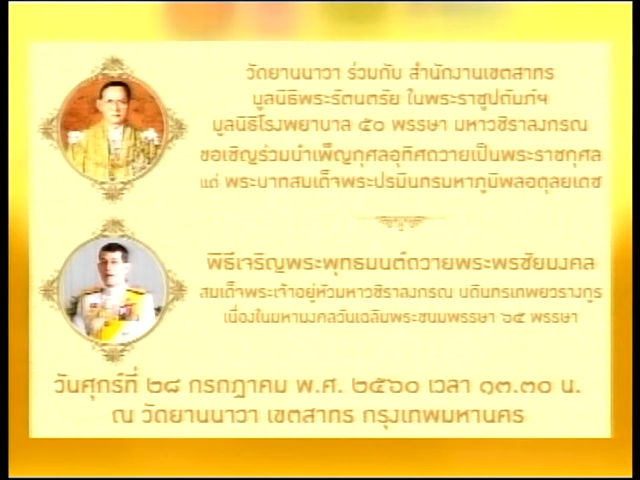 วัดยานนาวา ร่วมกับ สำนักงานเขตสาทร
มูลนิธิพระรัตนตรัย ในพระราชูปถัมภ์ฯ
มูลนิธิโรงพยาบาล ๕๐ พรรษา มหาวชิราลงกรณ
ขอเชิญร่วมบำเพ็ญกุศลอุทิศถวายเป็นพระราชกุศล
แด่ พระบาทสมเด็จพระปรมินทรมหาภูมิพลอดุลยเดช
พิธีเจริญพระพุทธมนต์ถวายพระพรชัยมงคล
สมเด็จพระเจ้าอยู่หัวมหาวชิราลงกรณ บดินทรเทพยวรางกูร
เนื่องในมหามงคลวันเฉลิมพระชนมพรรษา ๖๕ พรรษา
วันศุกร์ที่ ๒๘ กรกฎาคม พ.ศ. ๒๕๖๐ เวลา ๑๓.๓๐ น.
ณ วัดยานนาวา เขตสาทร กรุงเทพมหานคร